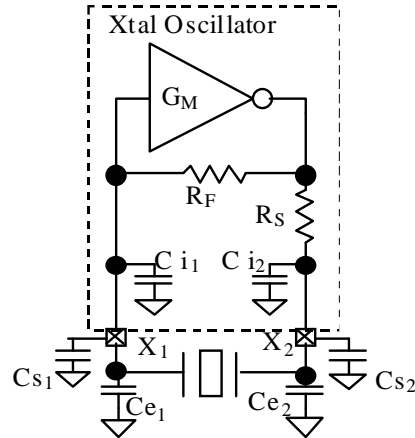 Xtal Oscillator
G_M
R_F
R_S
C i_1 C i_2
X_1 X_2
Cs_1 Cs_2
Ce_1 Ce_2